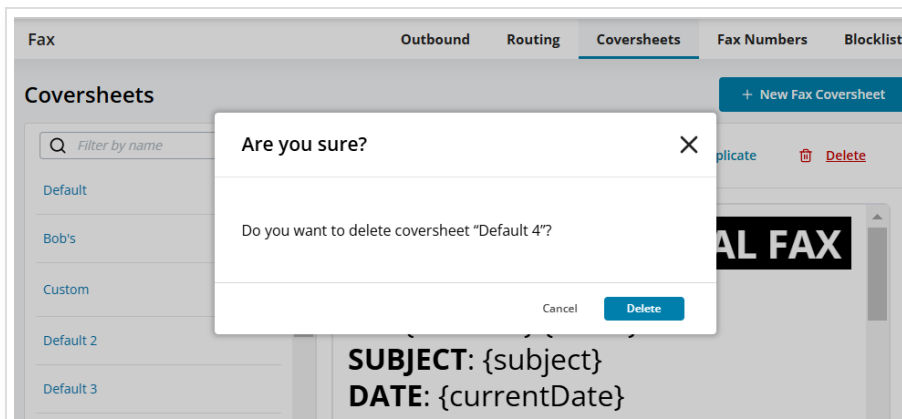 Fax
Outbound Routing Coversheets Fax Numbers Blocklist
Coversheets
+ New Fax Coversheet
Filter by name
Delete
Default
Bob's
Custom
Default 2
Default 3
Are you sure?
Do you want to delete coversheet “Default 4”?
Cancel Delete
AL FAX
SUBJECT: {subject}
DATE: {currentDate}